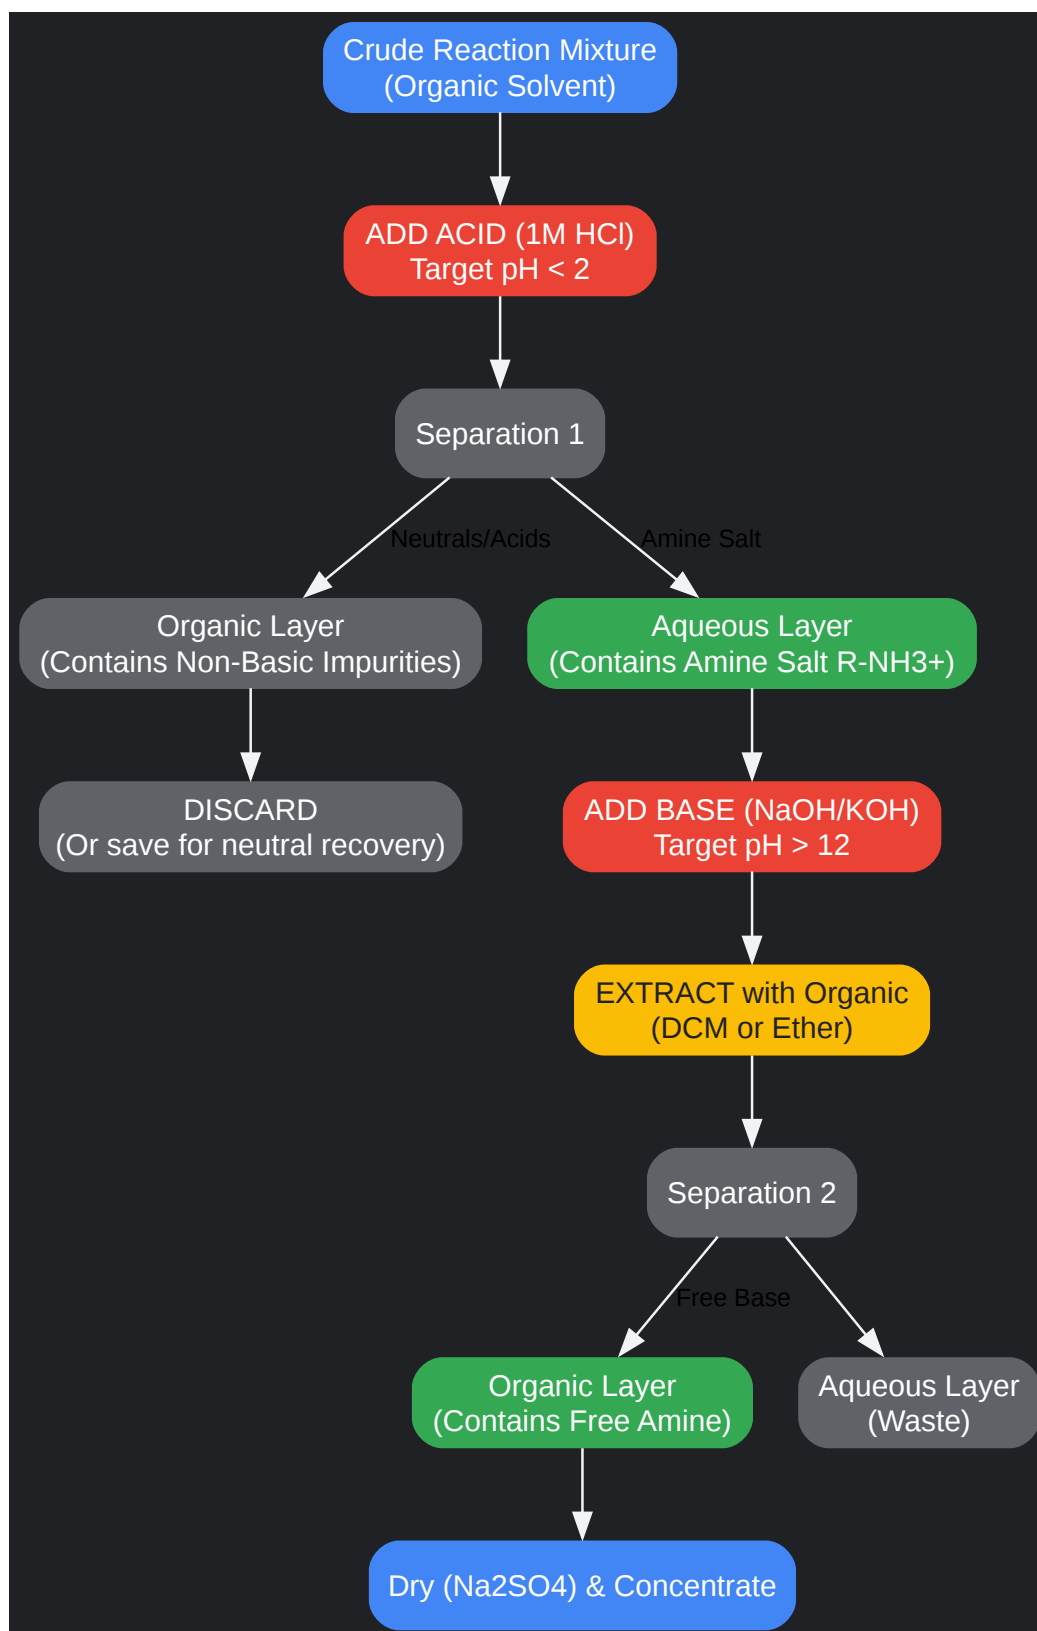 Crude Reaction Mixture
(Organic Solvent)
ADD ACID (1M HCl)
Target pH < 2
Separation 1
Neutrals/Acids
Amine Salt
Organic Layer
(Contains Non-Basic Impurities)
Aqueous Layer
(Contains Amine Salt R-NH3+)
DISCARD
(Or save for neutral recovery)
ADD BASE (NaOH/KOH)
Target pH > 12
EXTRACT with Organic
(DCM or Ether)
Separation 2
Free Base
Organic Layer
(Contains Free Amine)
Aqueous Layer
(Waste)
Dry (Na2SO4) & Concentrate